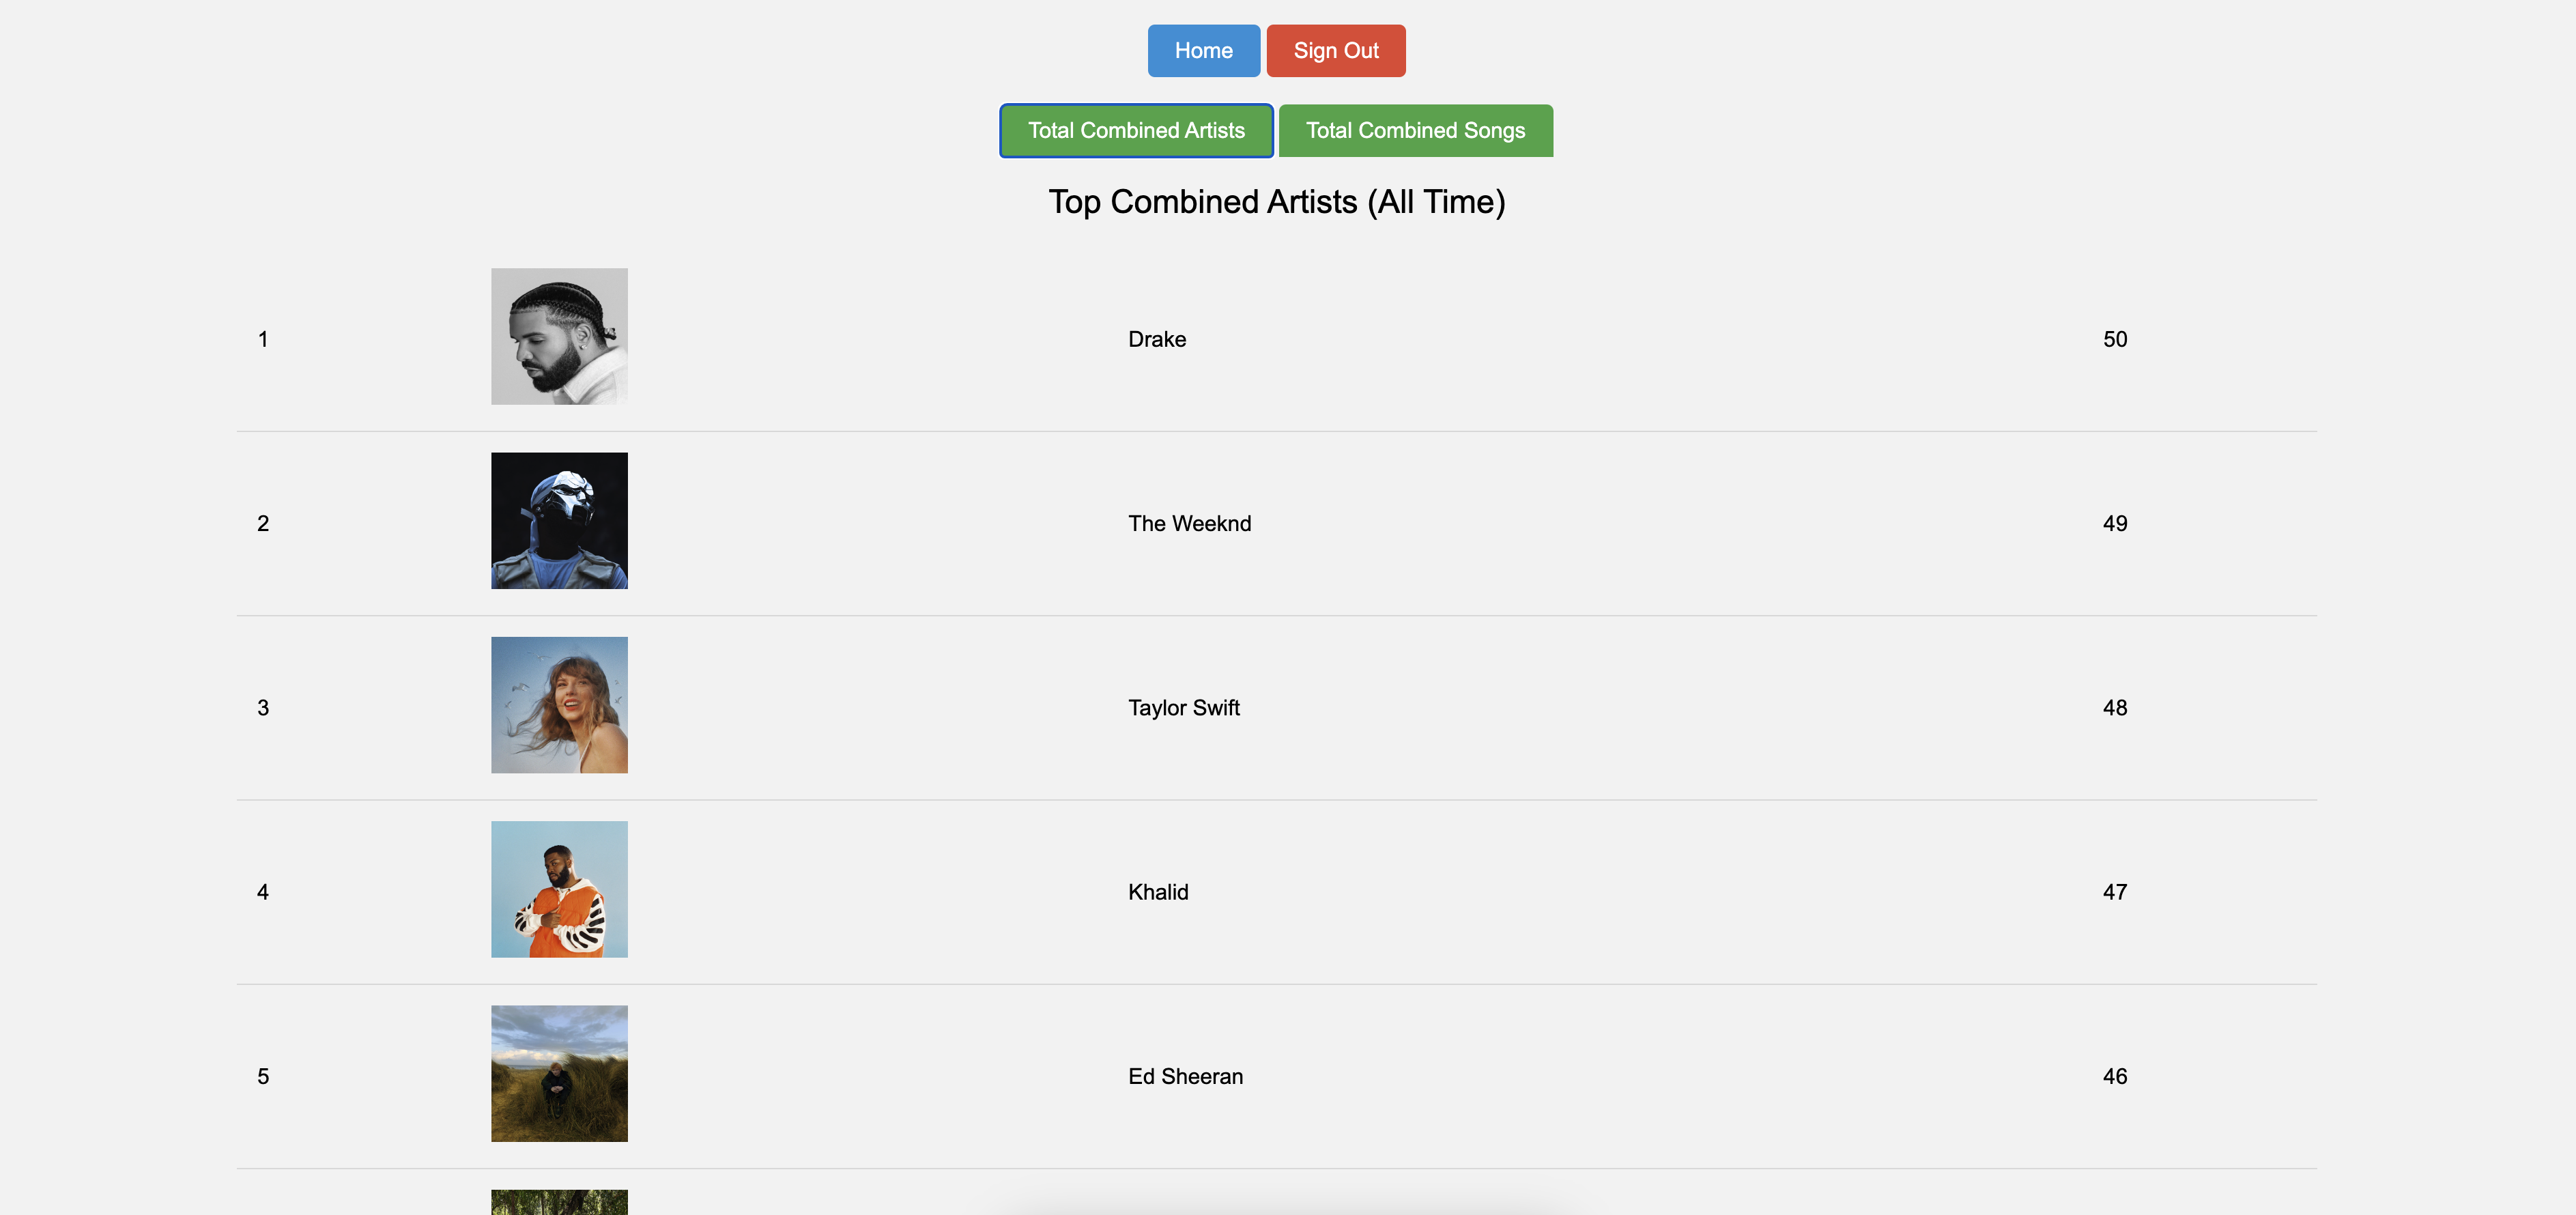 Home Sign Out
Total Combined Artists Total Combined Songs
Top Combined Artists (All Time)
1 Drake 50
2 The Weeknd 49
3 Taylor Swift 48
4 Khalid 47
5 Ed Sheeran 46